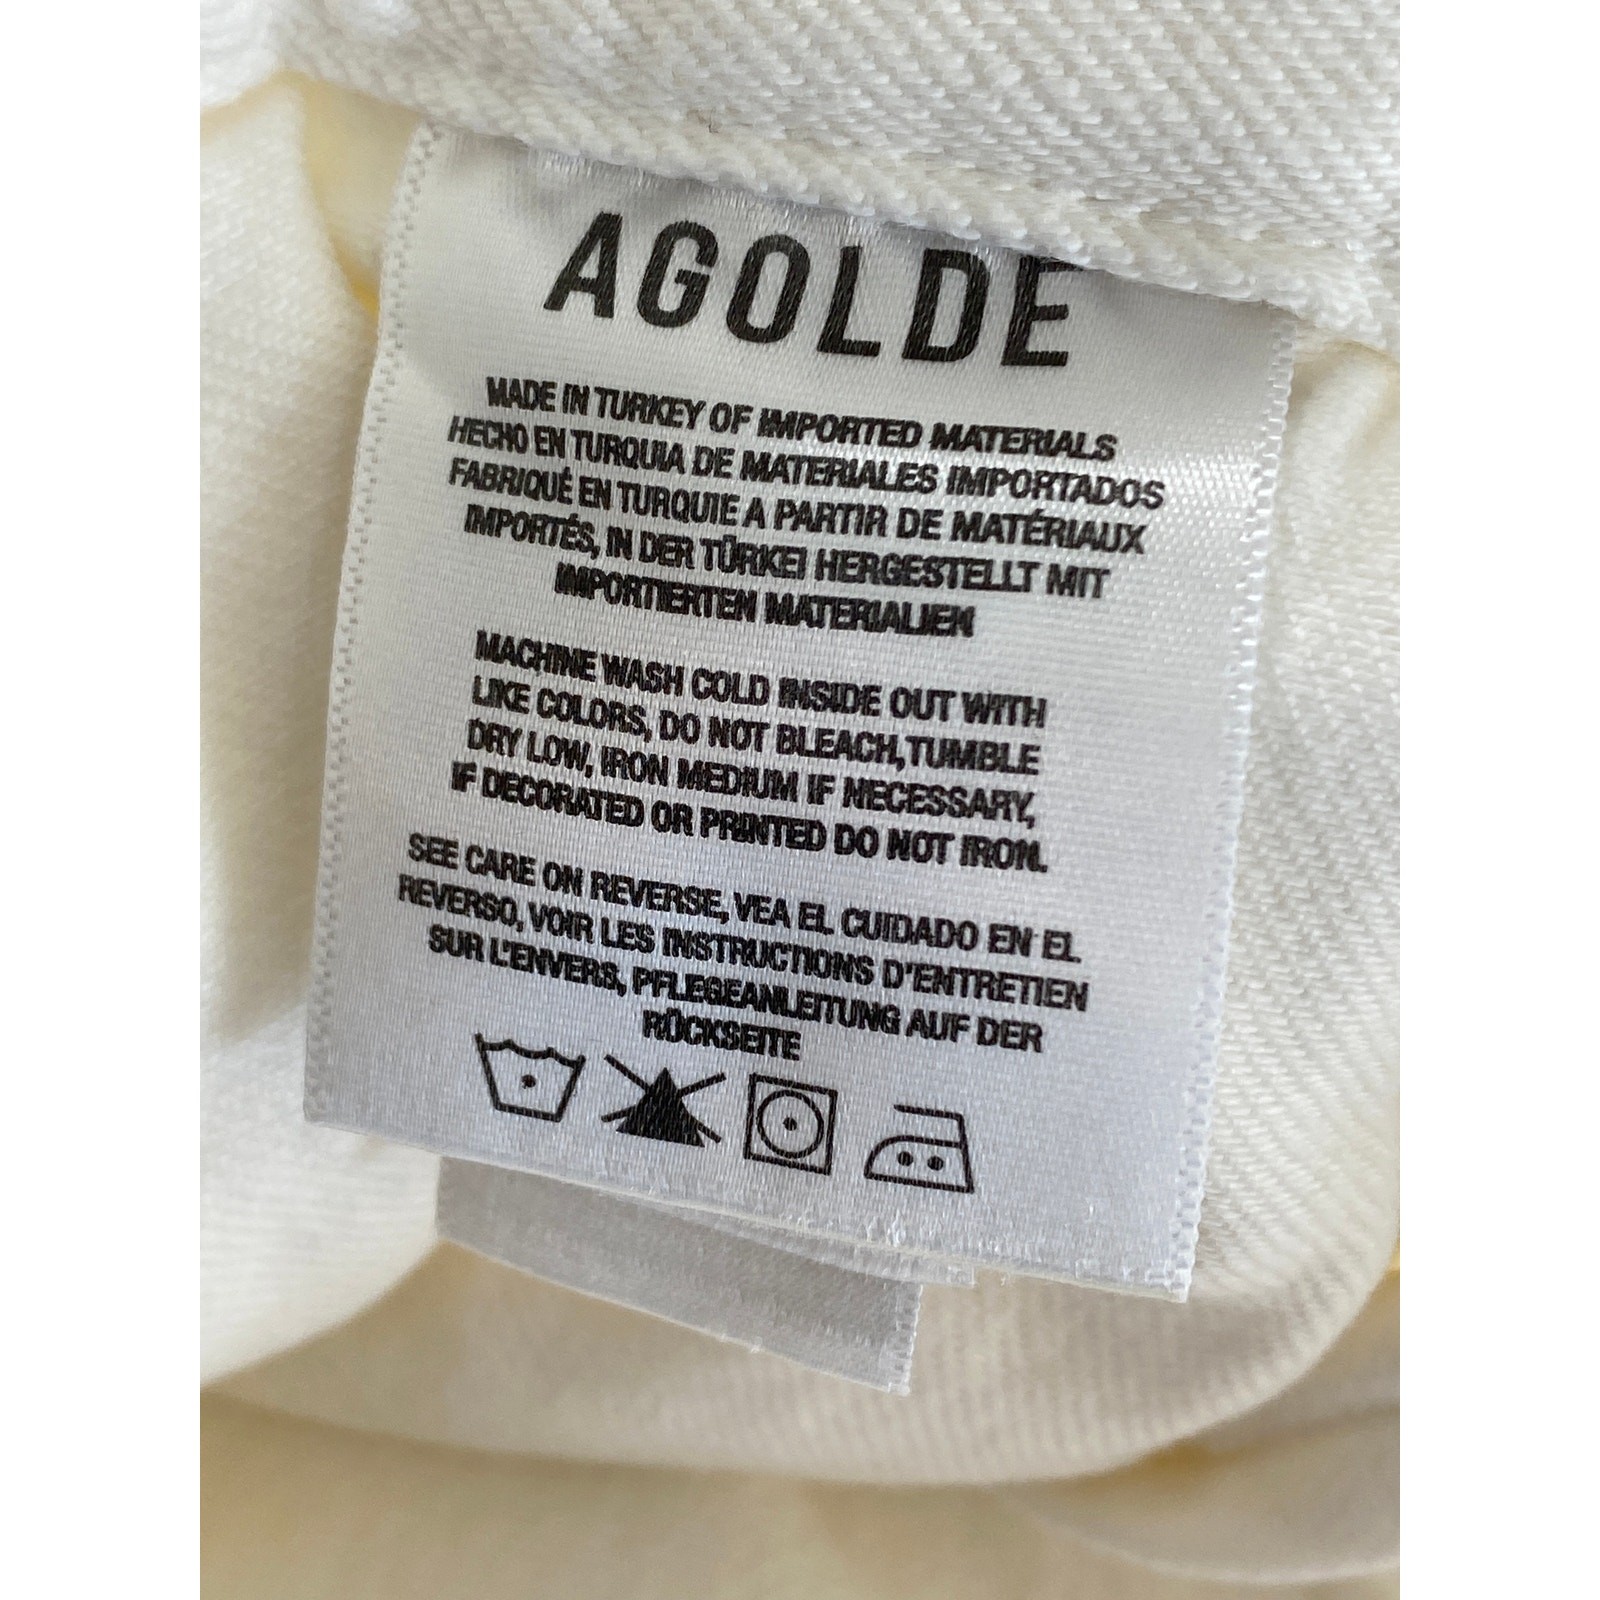 AGOLDE
MADE IN TURKEY OF IMPORTED MATERIALS
HECHO EN TURQUIA DE MATERIALES IMPORTADOS
FABRIQUÉ EN TURQUIE A PARTIR DE MATÉRIAUX
IMPORTÉS, IN DER TÜRKEI HERGESTELLT MIT
IMPORTIERTEN MATERIALIEN
MACHINE WASH COLD INSIDE OUT WITH
LIKE COLORS, DO NOT BLEACH, TUMBLE
DRY LOW, IRON MEDIUM IF NECESSARY,
IF DECORATED OR PRINTED DO NOT IRON.
SEE CARE ON REVERSE, VEA EL CUIDADO EN EL
REVERSO, VOIR LES INSTRUCTIONS D'ENTRETIEN
SUR L'ENVERS, PFLEGEANLEITUNG AUF DER
RÜCKSEITE